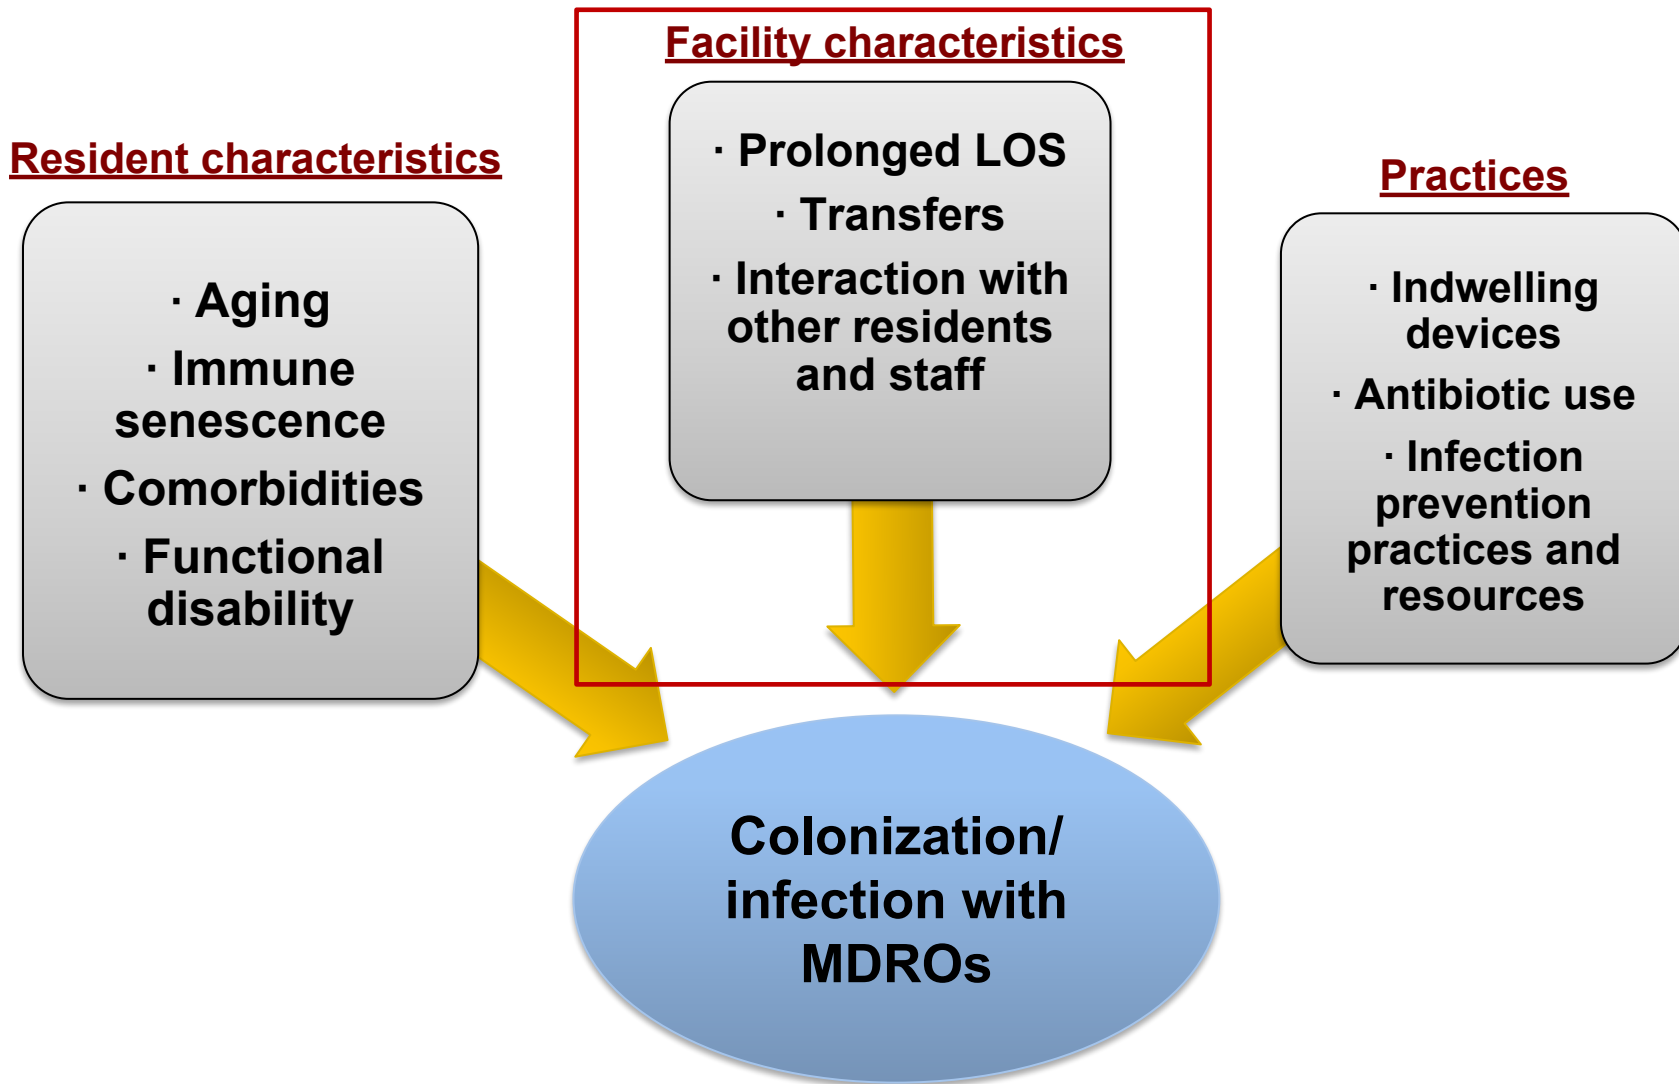 Facility characteristics
· Prolonged LOS
· Transfers
· Interaction with
other residents
and staff
Resident characteristics
· Aging
· Immune
senescence
· Comorbidities
· Functional
disability
Practices
· Indwelling
devices
· Antibiotic use
· Infection
prevention
practices and
resources
Colonization/
infection with
MDROs